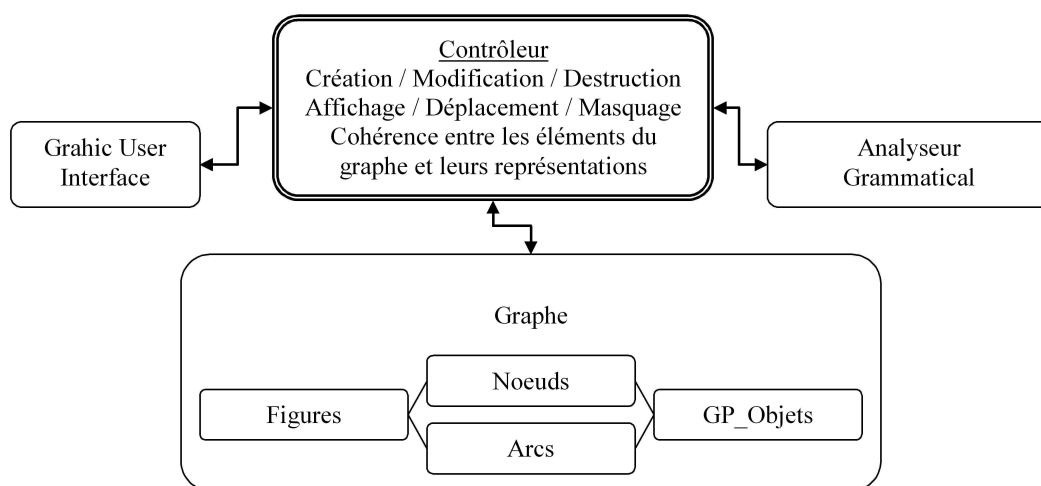 Contrôleur
Création / Modification / Destruction
Affichage / Déplacement / Masquage
Cohérence entre les éléments du
graphe et leurs représentations
Grahic User
Interface
Analyseur
Grammatical
Graphe
Noeuds
Figures
GP_Objets
Arcs